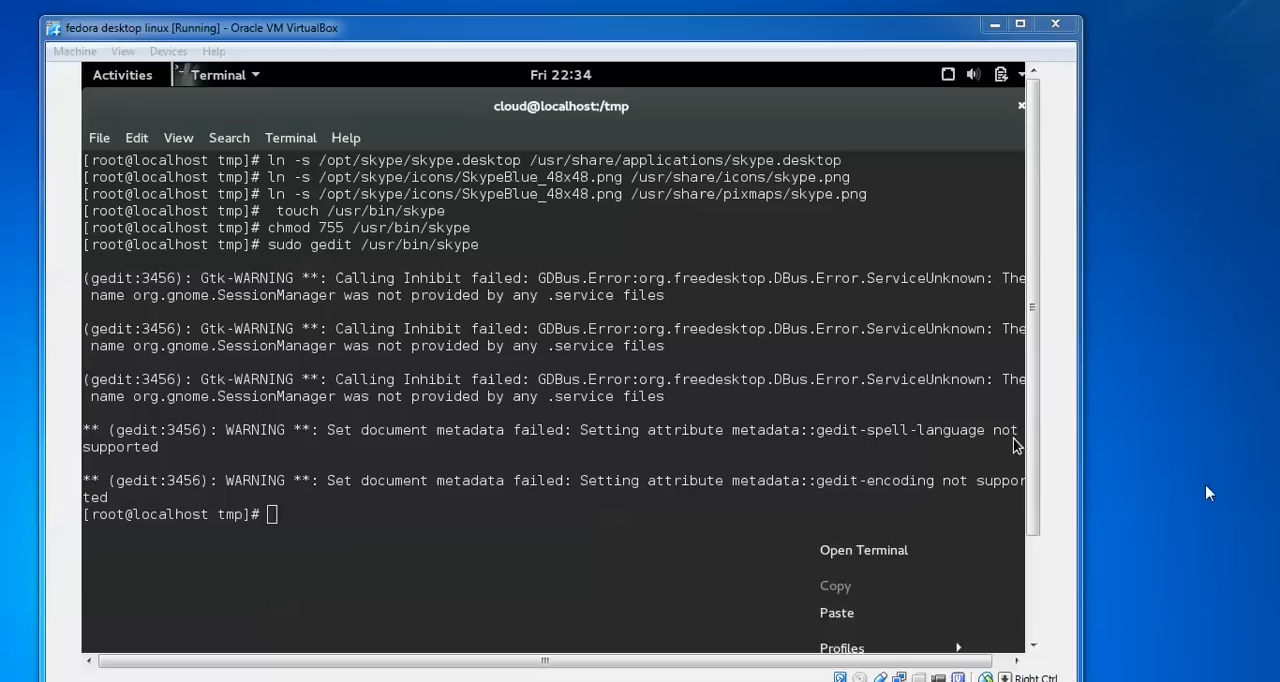 fedora desktop linux [Running] - Oracle VM VirtualBox
Machine View Devices Help
Activities Terminal Fri 22:34
cloud@localhost:/tmp
File Edit View Search Terminal Help
[root@localhost tmp]# ln -s /opt/skype/skype.desktop /usr/share/applications/skype.desktop
[root@localhost tmp]# ln -s /opt/skype/icons/SkypeBlue_48x48.png /usr/share/icons/skype.png
[root@localhost tmp]# ln -s /opt/skype/icons/SkypeBlue_48x48.png /usr/share/pixmaps/skype.png
[root@localhost tmp]#  touch /usr/bin/skype
[root@localhost tmp]# chmod 755 /usr/bin/skype
[root@localhost tmp]# sudo gedit /usr/bin/skype
(gedit:3456): Gtk-WARNING **: Calling Inhibit failed: GDBus.Error:org.freedesktop.DBus.Error.ServiceUnknown: The
name org.gnome.SessionManager was not provided by any .service files
(gedit:3456): Gtk-WARNING **: Calling Inhibit failed: GDBus.Error:org.freedesktop.DBus.Error.ServiceUnknown: The
name org.gnome.SessionManager was not provided by any .service files
(gedit:3456): Gtk-WARNING **: Calling Inhibit failed: GDBus.Error:org.freedesktop.DBus.Error.ServiceUnknown: The
name org.gnome.SessionManager was not provided by any .service files
** (gedit:3456): WARNING **: Set document metadata failed: Setting attribute metadata::gedit-spell-language not
supported
** (gedit:3456): WARNING **: Set document metadata failed: Setting attribute metadata::gedit-encoding not suppor
ted
[root@localhost tmp]#
Open Terminal
Copy
Paste
Profiles
Right Ctrl